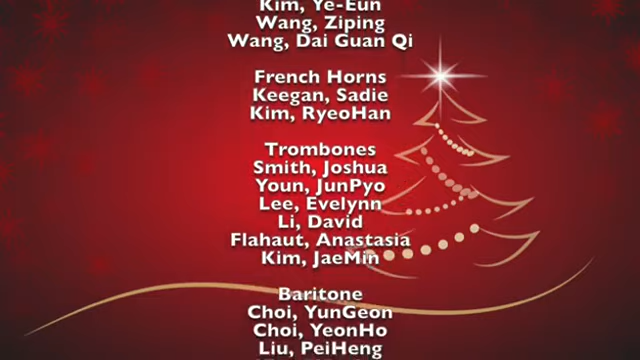 Kim, Ye-Eun
Wang, Ziping
Wang, Dai Guan Qi
French Horns
Keegan, Sadie
Kim, RyeoHan
Trombones
Smith, Joshua
Youn, JunPyo
Lee, Evelynn
Li, David
Flahaut, Anastasia
Kim, JaeMin
Baritone
Choi, YunGeon
Choi, YeonHo
Liu, PeiHeng